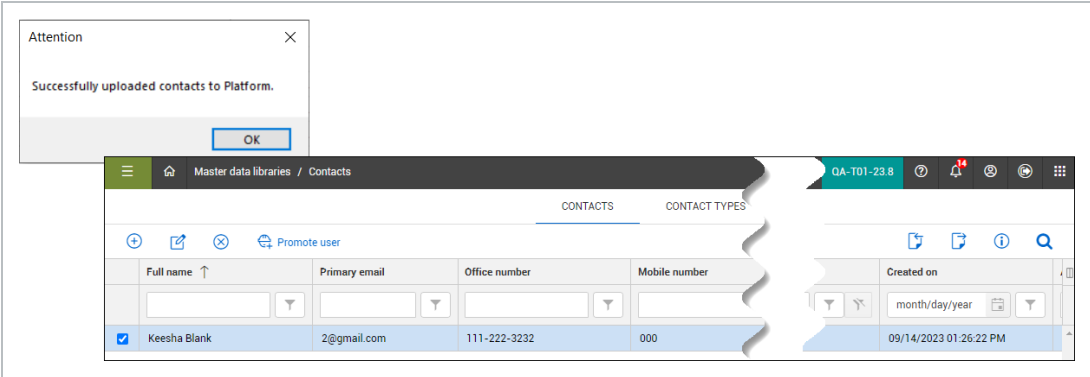 Attention
Successfully uploaded contacts to Platform.
OK
Master data libraries / Contacts
QA-T01-23.8
14
CONTACTS
CONTACT TYPES
Promote user
Full name
Primary email
Office number
Mobile number
Created on
month/day/year
Keesha Blank
2@gmail.com
111-222-3232
000
09/14/2023 01:26:22 PM